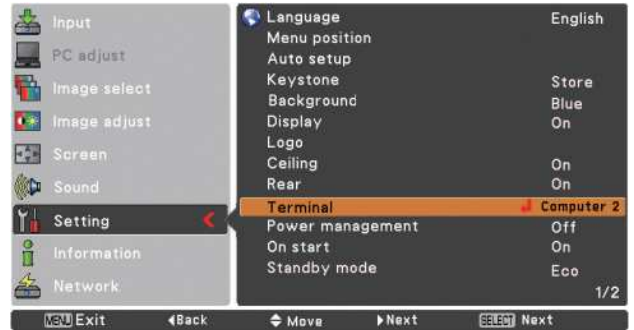 Input
PC adjust
Image select
Image adjust
Screen
Sound
Setting
Information
Network
Language English
Menu position
Auto setup
Keystone Store
Background Blue
Display On
Logo
Ceiling On
Rear On
Terminal Computer 2
Power management Off
On start On
Standby mode Eco
1/2
MENU Exit Back Move Next SELECT Next